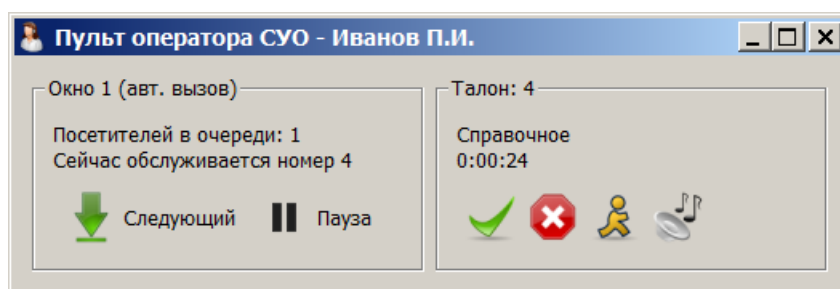 Пульт оператора СУО - Иванов П.И.
Окно 1 (авт. вызов)
Посетителей в очереди: 1
Сейчас обслуживается номер 4
Следующий
Пауза
Талон: 4
Справочное
0:00:24